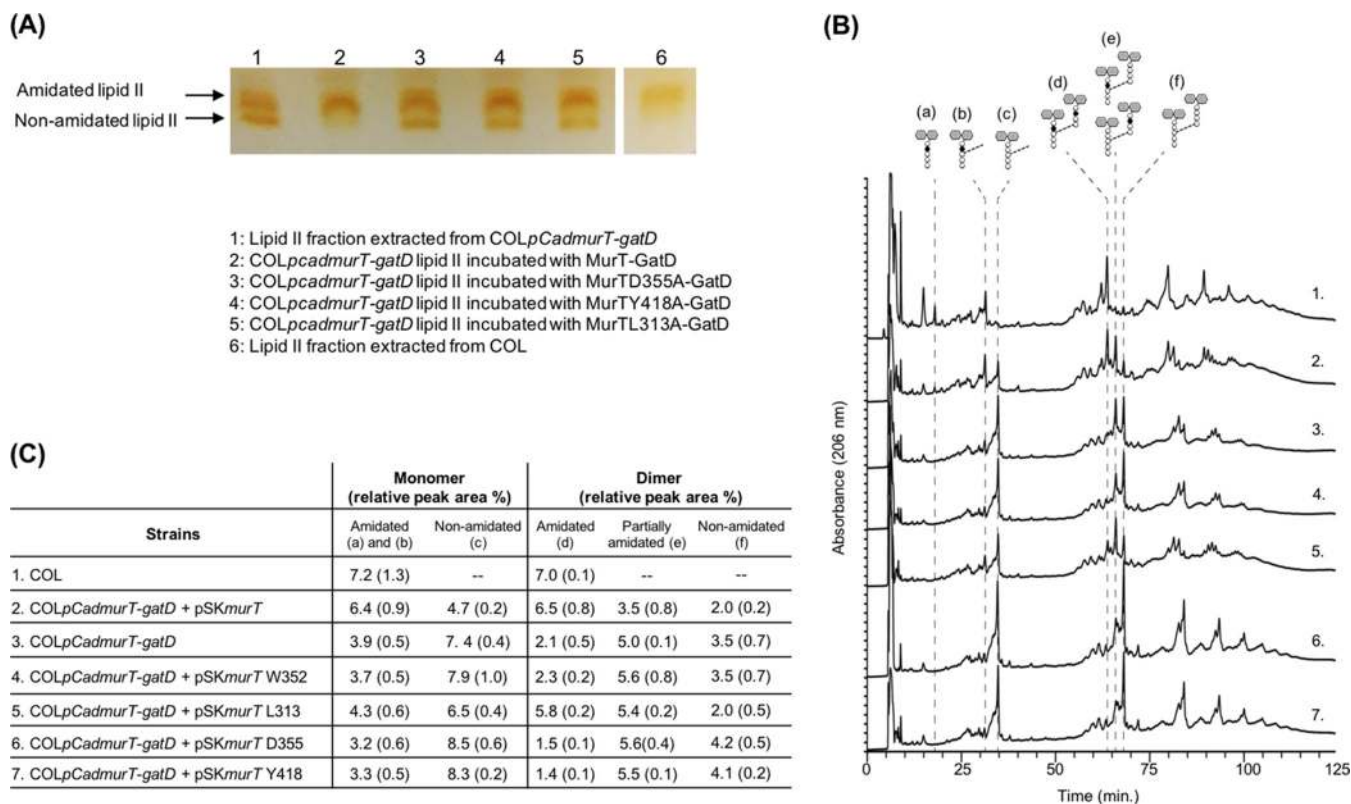 (A)
1 2 3 4 5 6
Amidated lipid II
Non-amidated lipid II
1: Lipid II fraction extracted from COLpCadmurT-gatD
2: COLpcadmurT-gatD lipid II incubated with MurT-GatD
3: COLpcadmurT-gatD lipid II incubated with MurTD355A-GatD
4: COLpcadmurT-gatD lipid II incubated with MurTY418A-GatD
5: COLpcadmurT-gatD lipid II incubated with MurTL313A-GatD
6: Lipid II fraction extracted from COL
(B)
(e)
(d) (f)
(a) (b) (c)
1.
2.
3.
4.
5.
6.
7.
Absorbance (206 nm)
0 25 50 75 100 125
Time (min.)
(C)
Monomer Dimer
(relative peak area %) (relative peak area %)
Strains Amidated Non-amidated Amidated Partially Non-amidated
(a) and (b) (c) (d) amidated (e) (f)
1. COL 7.2 (1.3) -- 7.0 (0.1) -- --
2. COLpCadmurT-gatD + pSKmurT 6.4 (0.9) 4.7 (0.2) 6.5 (0.8) 3.5 (0.8) 2.0 (0.2)
3. COLpCadmurT-gatD 3.9 (0.5) 7. 4 (0.4) 2.1 (0.5) 5.0 (0.1) 3.5 (0.7)
4. COLpCadmurT-gatD + pSKmurT W352 3.7 (0.5) 7.9 (1.0) 2.3 (0.2) 5.6 (0.8) 3.5 (0.7)
5. COLpCadmurT-gatD + pSKmurT L313 4.3 (0.6) 6.5 (0.4) 5.8 (0.2) 5.4 (0.2) 2.0 (0.5)
6. COLpCadmurT-gatD + pSKmurT D355 3.2 (0.6) 8.5 (0.6) 1.5 (0.1) 5.6(0.4) 4.2 (0.5)
7. COLpCadmurT-gatD + pSKmurT Y418 3.3 (0.5) 8.3 (0.2) 1.4 (0.1) 5.5 (0.1) 4.1 (0.2)